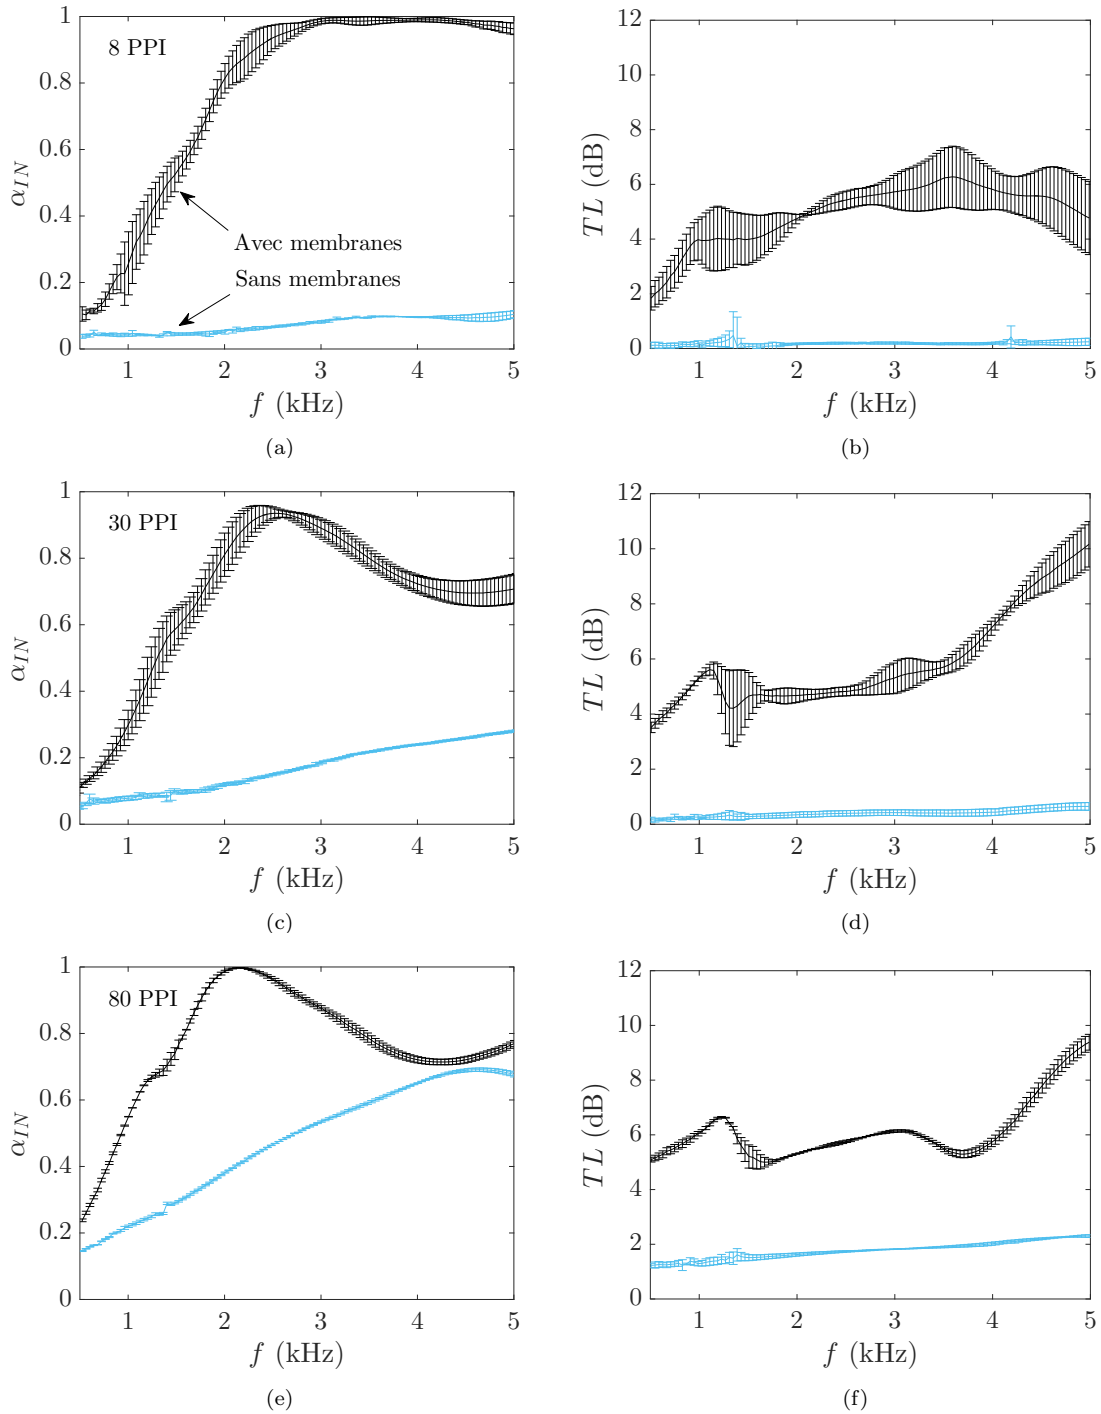 1
0.8
0.6
0.4
0.2
0
α_IN
8 PPI
Avec membranes
Sans membranes
1 2 3 4 5
f (kHz)
(a)
12
10
8
6
4
2
0
TL (dB)
1 2 3 4 5
f (kHz)
(b)
1
0.8
0.6
0.4
0.2
0
α_IN
30 PPI
1 2 3 4 5
f (kHz)
(c)
12
10
8
6
4
2
0
TL (dB)
1 2 3 4 5
f (kHz)
(d)
1
0.8
0.6
0.4
0.2
0
α_IN
80 PPI
1 2 3 4 5
f (kHz)
(e)
12
10
8
6
4
2
0
TL (dB)
1 2 3 4 5
f (kHz)
(f)